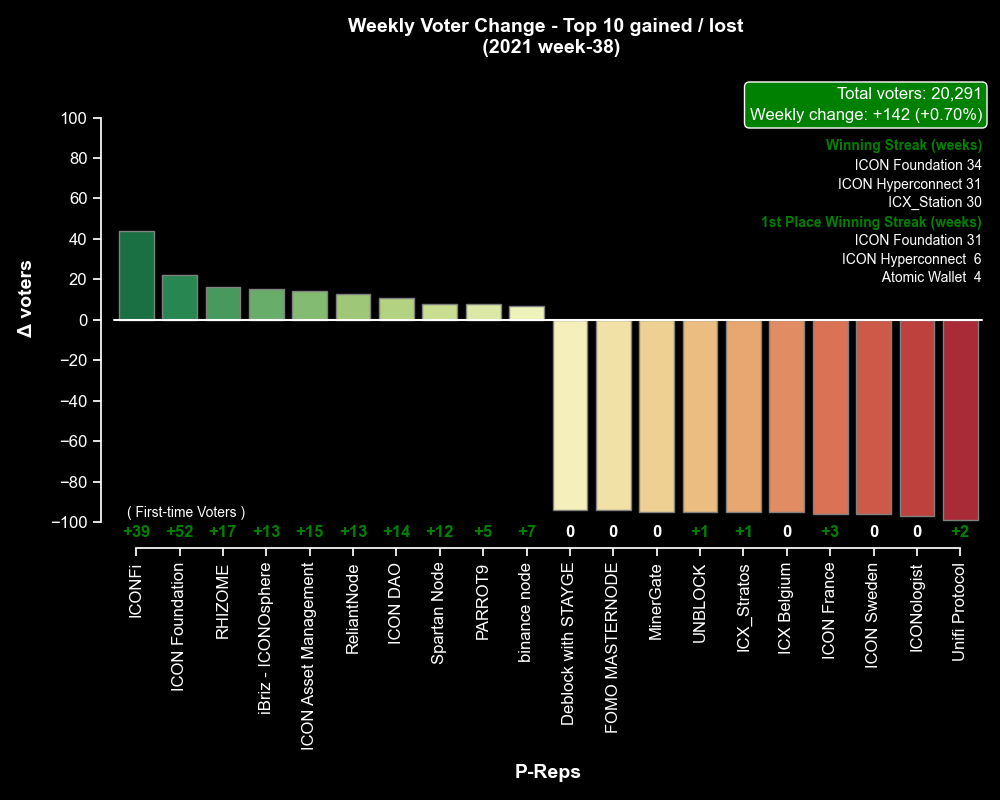 Weekly Voter Change - Top 10 gained / lost
(2021 week-38)
Total voters: 20,291
Weekly change: +142 (+0.70%)
Winning Streak (weeks)
ICON Foundation 34
ICON Hyperconnect 31
ICX_Station 30
1st Place Winning Streak (weeks)
ICON Foundation 31
ICON Hyperconnect 6
Atomic Wallet 4
Δ voters
100
80
60
40
20
0
−20
−40
−60
−80
−100
( First-time Voters )
+39 +52 +17 +13 +15 +13 +14 +12 +5 +7 0 0 0 +1 +1 0 +3 0 0 +2
ICONFi
ICON Foundation
RHIZOME
iBriz - ICONOsphere
ICON Asset Management
ReliantNode
ICON DAO
Spartan Node
PARROT9
binance node
Deblock with STAYGE
FOMO MASTERNODE
MinerGate
UNBLOCK
ICX_Stratos
ICX Belgium
ICON France
ICON Sweden
ICONologist
Unifi Protocol
P-Reps